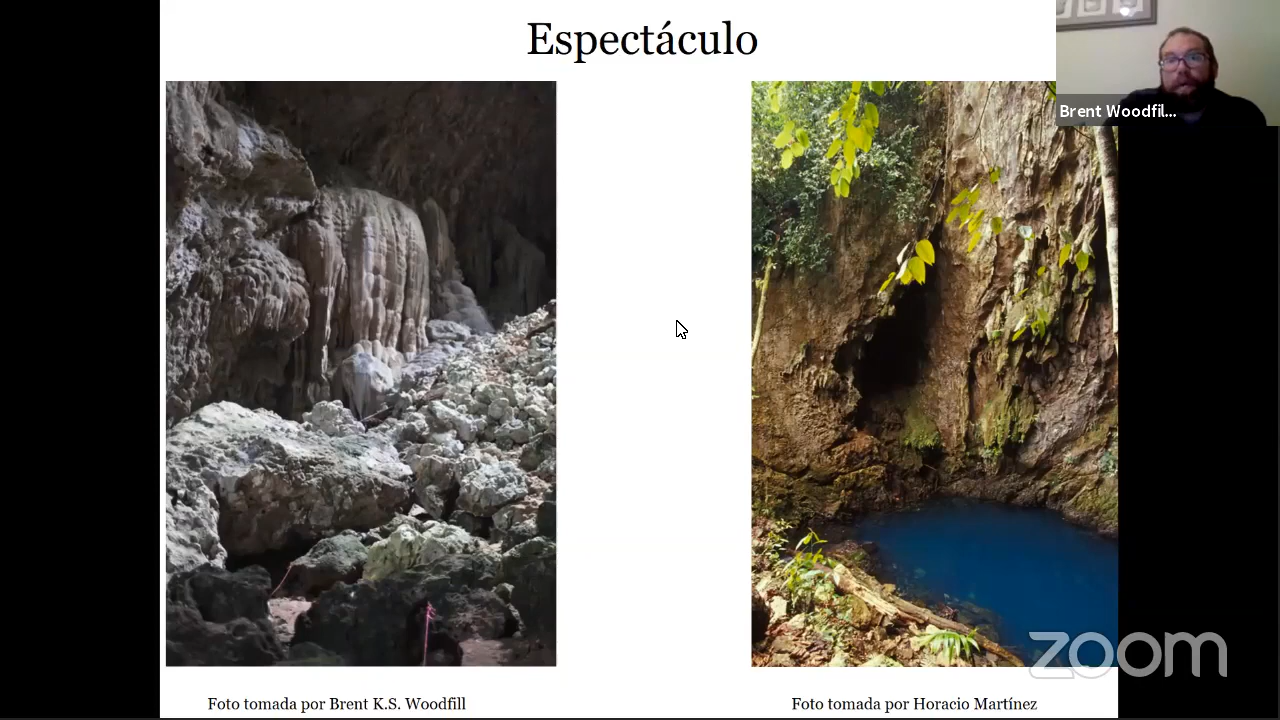 Espectáculo
Brent Woodfil...
Foto tomada por Brent K.S. Woodfill
Foto tomada por Horacio Martínez
zoom